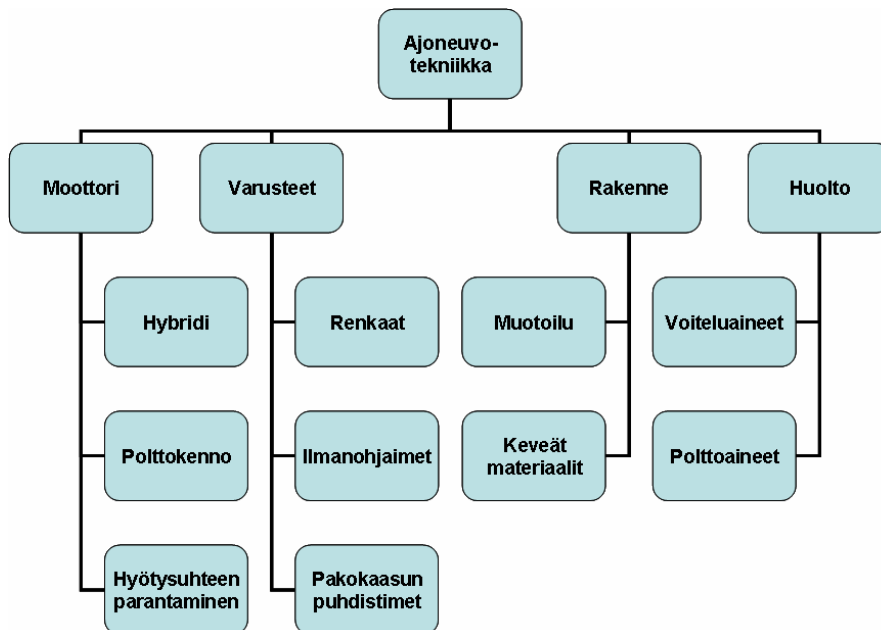 Ajoneuvo-
tekniikka
Moottori
Varusteet
Rakenne
Huolto
Hybridi
Renkaat
Muotoilu
Voiteluaineet
Polttokenno
Ilmanohjaimet
Keveät
materiaalit
Polttoaineet
Hyötysuhteen
parantaminen
Pakokaasun
puhdistimet